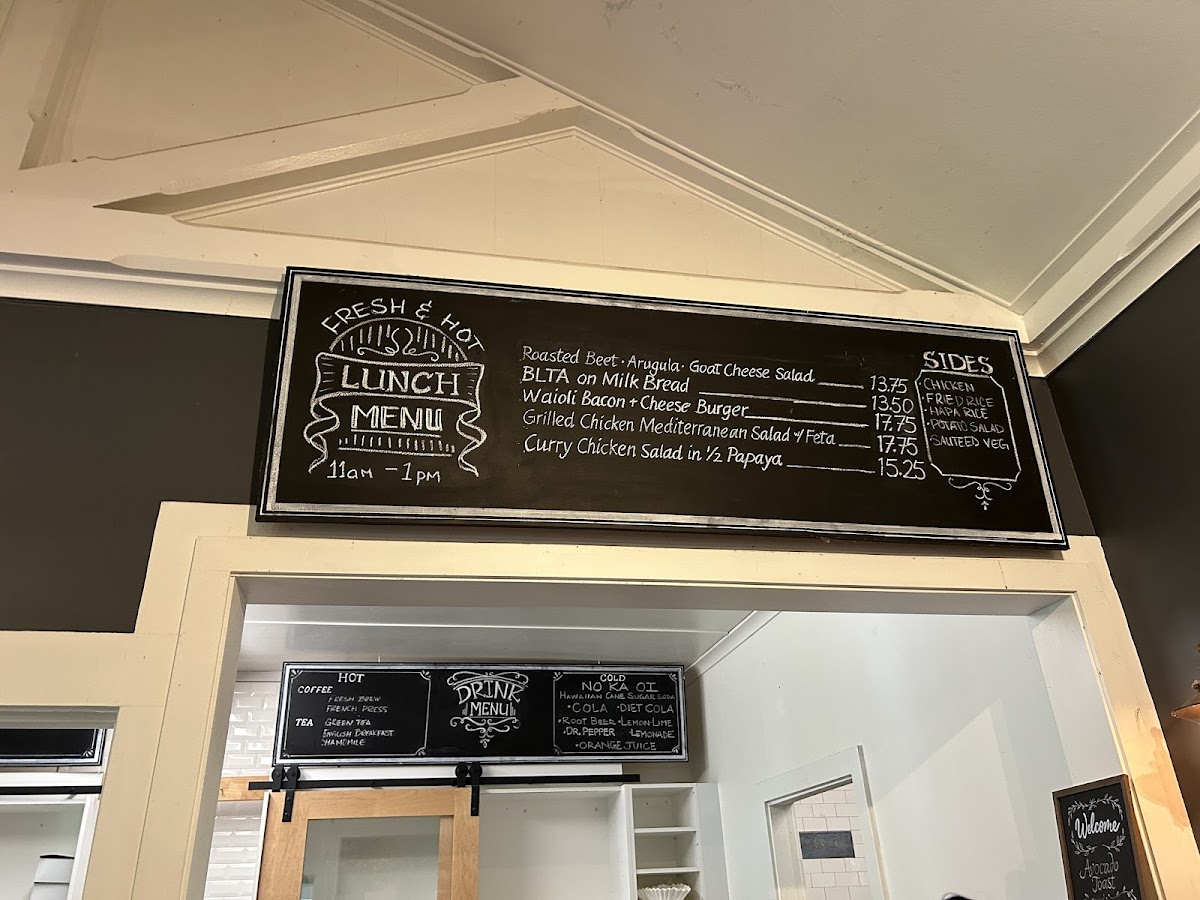 FRESH & HOT
LUNCH
MENU
11AM - 1PM
Roasted Beet · Arugula · Goat Cheese Salad 13.75
BLTA on Milk Bread 13.50
Waioli Bacon + Cheese Burger 17.75
Grilled Chicken Mediterranean Salad w/ Feta 17.75
Curry Chicken Salad in 1/2 Papaya 15.25
SIDES
· CHICKEN
· FRIED RICE
· HAPA RICE
· POTATO SALAD
SAUTEED VEG
HOT
COFFEE
FRESH BREW
FRENCH PRESS
TEA GREEN TEA
ENGLISH BREAKFAST
CHAMOMILE
DRINK
MENU
COLD
NO KA OI
HAWAIIAN CANE SUGAR SODA
· COLA · DIET COLA
· ROOT BEER · LEMON-LIME
· DR. PEPPER · LEMONADE
· ORANGE JUICE
Welcome
Avocado
Toast